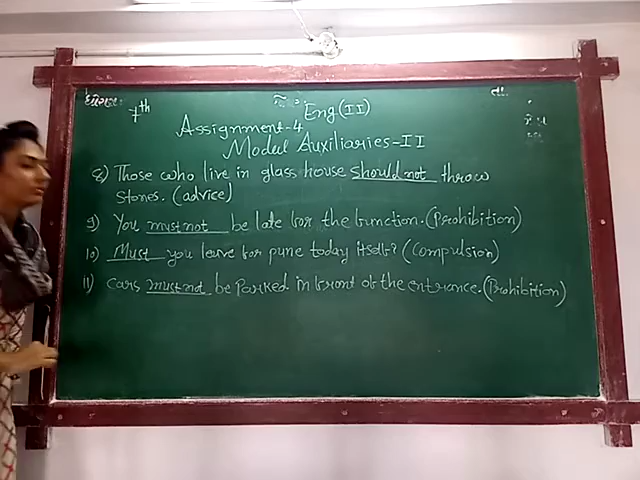 ધોરણ:
7th
Eng(II)
તા.
Assignment-4
Modul Auxiliaries-II
8) Those who live in glass house should not throw
stones. (advice)
9) You must not be late for the function. (Prohibition)
10) Must you leave for pune today itself? (Compulsion)
11) Cars must not be Parked in front of the entrance. (Prohibition)